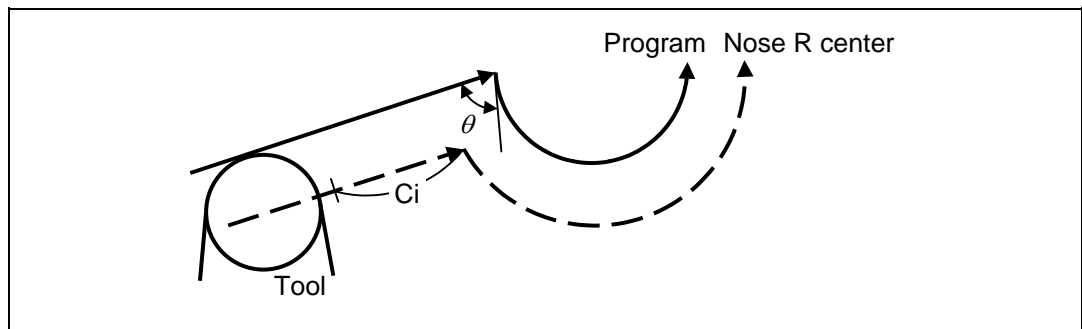 Program Nose R center
θ
Ci
Tool